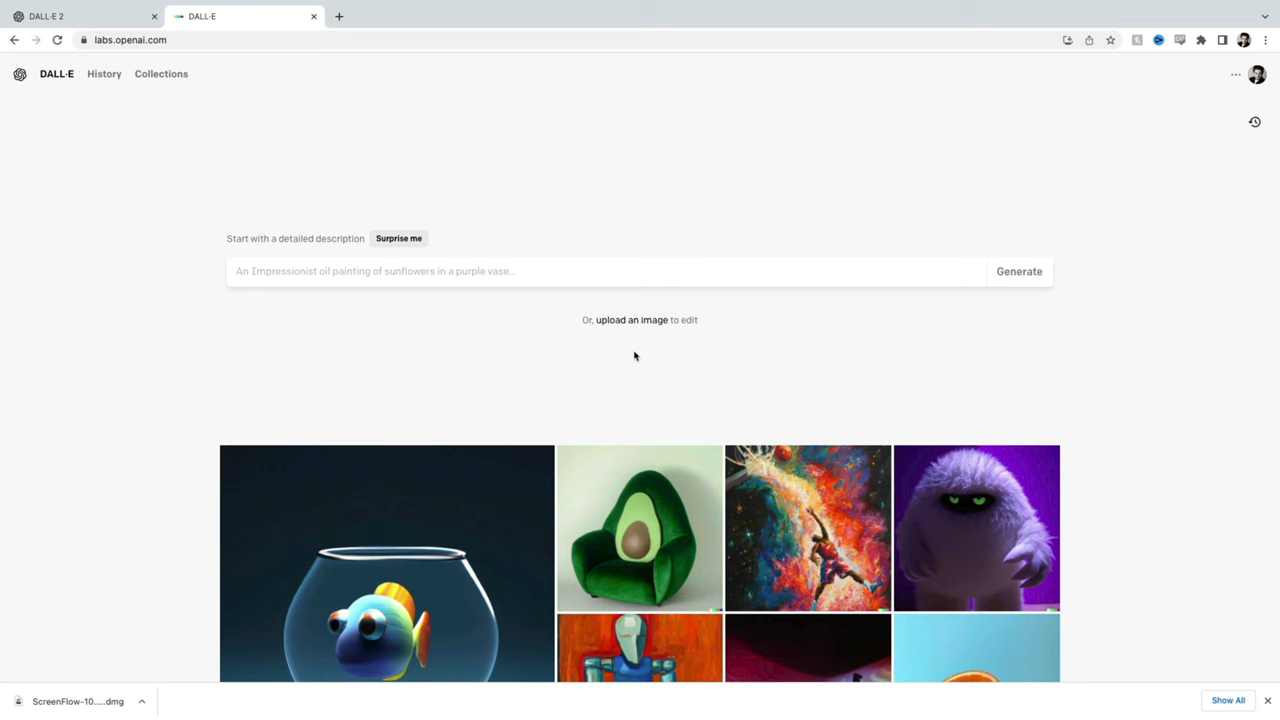 DALL·E 2
DALL·E
labs.openai.com
DALL·E History Collections
Start with a detailed description Surprise me
An Impressionist oil painting of sunflowers in a purple vase... Generate
Or, upload an image to edit
ScreenFlow-10.....dmg Show All